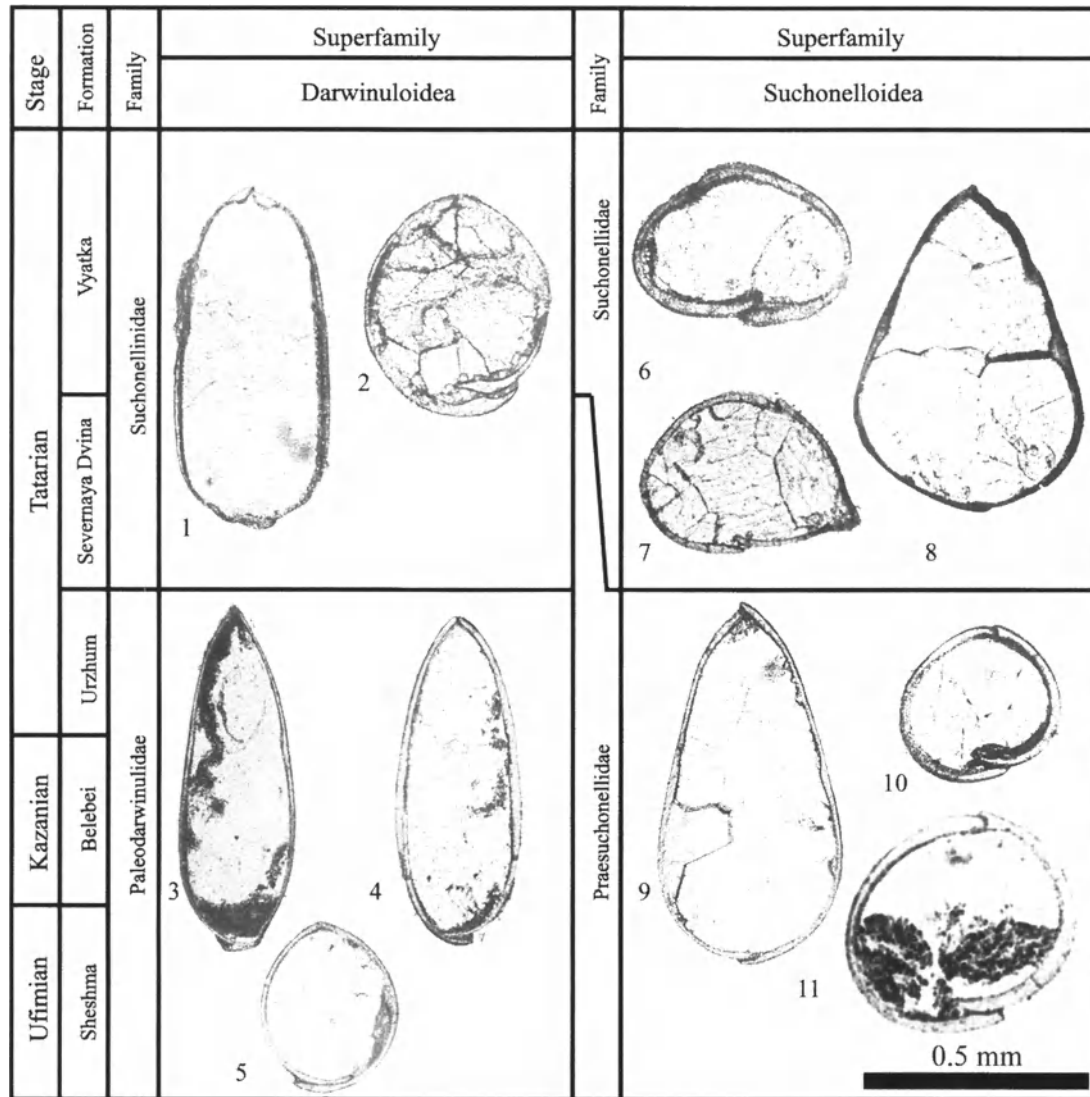 Stage
Formation
Family
Superfamily
Darwinuloidea
Family
Superfamily
Suchonelloidea
Tatarian
Vyatka
Severnaya Dvina
Urzhum
Kazanian
Belebei
Ufimian
Sheshma
Suchonellinidae
Paleodarwinulidae
Suchonellidae
Praesuchonellidae
1
2
3
4
5
6
7
8
9
10
11
0.5 mm